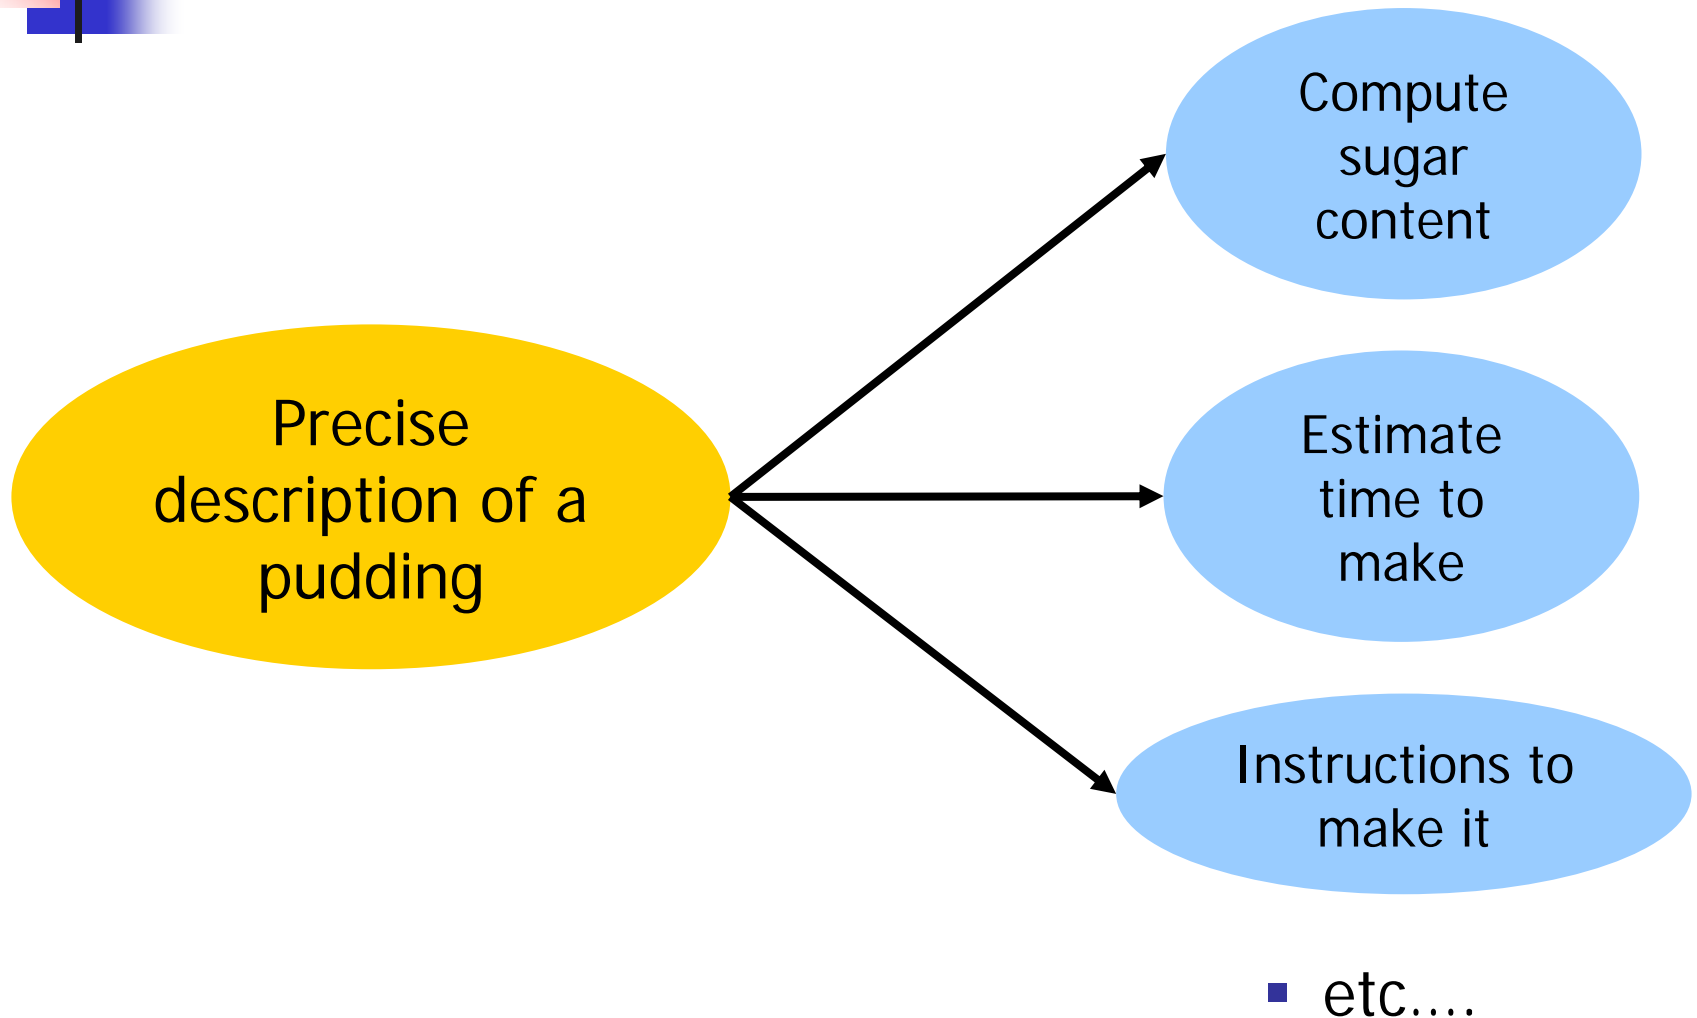 Compute
sugar
content
Precise
description of a
pudding
Estimate
time to
make
Instructions to
make it
etc....